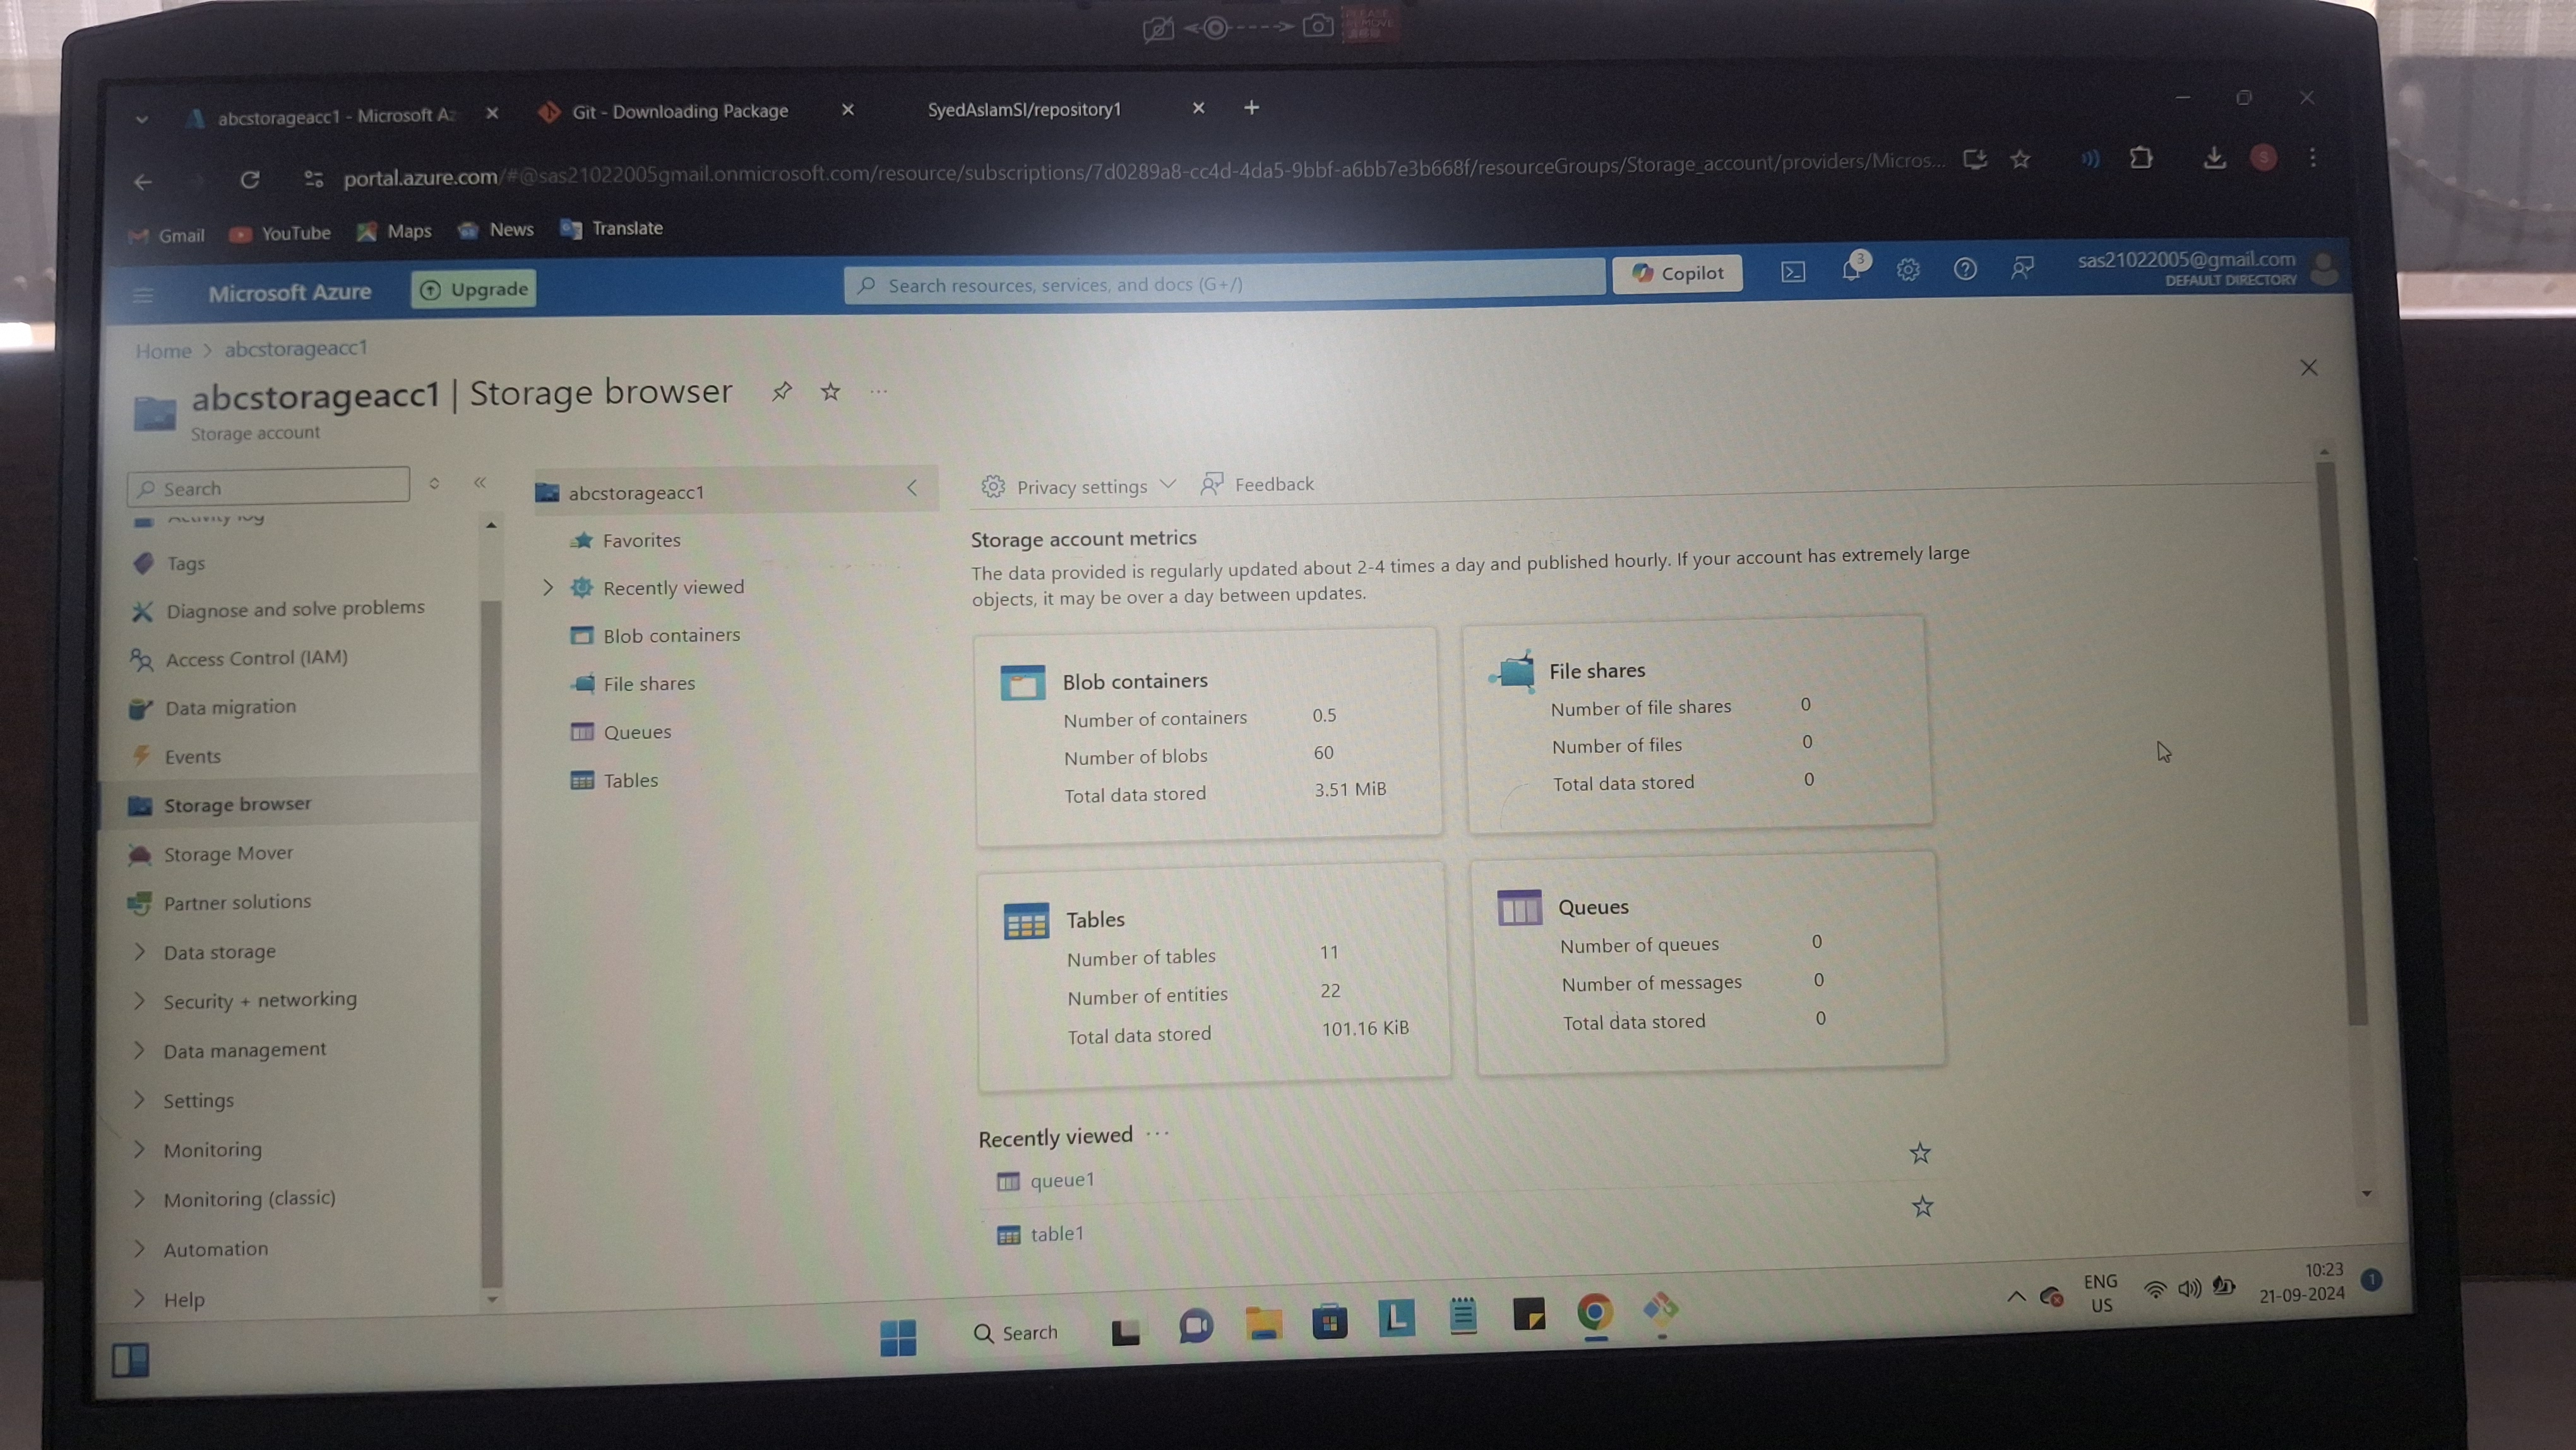 PLEASE
REMOVE
abcstorageacc1 - Microsoft Az
Git - Downloading Package
SyedAslamSI/repository1
portal.azure.com/#@sas21022005gmail.onmicrosoft.com/resource/subscriptions/7d0289a8-cc4d-4da5-9bbf-a6bb7e3b668f/resourceGroups/Storage_account/providers/Micros...
S
Gmail
YouTube
Maps
News
Translate
Microsoft Azure
Upgrade
Search resources, services, and docs (G+/)
Copilot
3
sas21022005@gmail.com
DEFAULT DIRECTORY
Home > abcstorageacc1
abcstorageacc1 | Storage browser
Storage account
Search
Activity log
Tags
Diagnose and solve problems
Access Control (IAM)
Data migration
Events
Storage browser
Storage Mover
Partner solutions
Data storage
Security + networking
Data management
Settings
Monitoring
Monitoring (classic)
Automation
Help
abcstorageacc1
Favorites
Recently viewed
Blob containers
File shares
Queues
Tables
Privacy settings
Feedback
Storage account metrics
The data provided is regularly updated about 2-4 times a day and published hourly. If your account has extremely large
objects, it may be over a day between updates.
Blob containers
Number of containers 0.5
Number of blobs 60
Total data stored 3.51 MiB
File shares
Number of file shares 0
Number of files 0
Total data stored 0
Tables
Number of tables 11
Number of entities 22
Total data stored 101.16 KiB
Queues
Number of queues 0
Number of messages 0
Total data stored 0
Recently viewed ...
queue1
table1
Search
L
ENG
US
10:23
21-09-2024
1